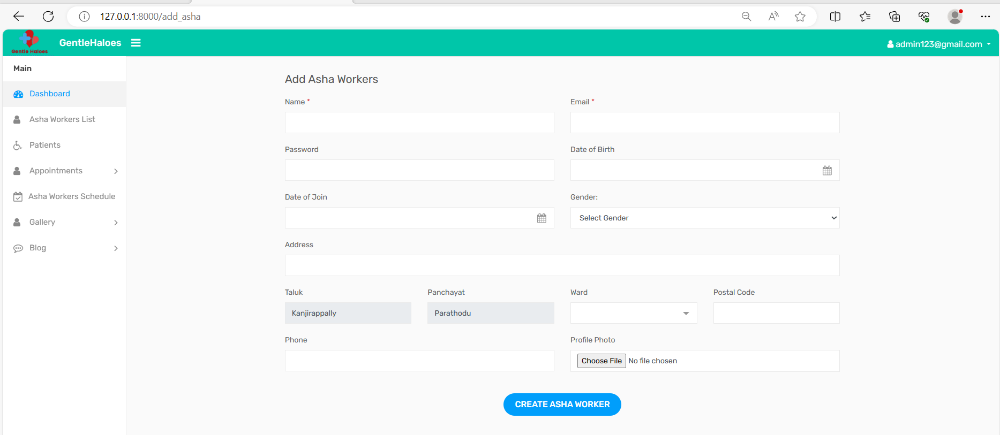 127.0.0.1:8000/add_asha
Gentle Haloes
GentleHaloes
admin123@gmail.com
Main
Dashboard
Asha Workers List
Patients
Appointments
Asha Workers Schedule
Gallery
Blog
Add Asha Workers
Name * Email *
Password Date of Birth
Date of Join Gender:
Select Gender
Address
Taluk Panchayat Ward Postal Code
Kanjirappally Parathodu
Phone Profile Photo
Choose File No file chosen
CREATE ASHA WORKER